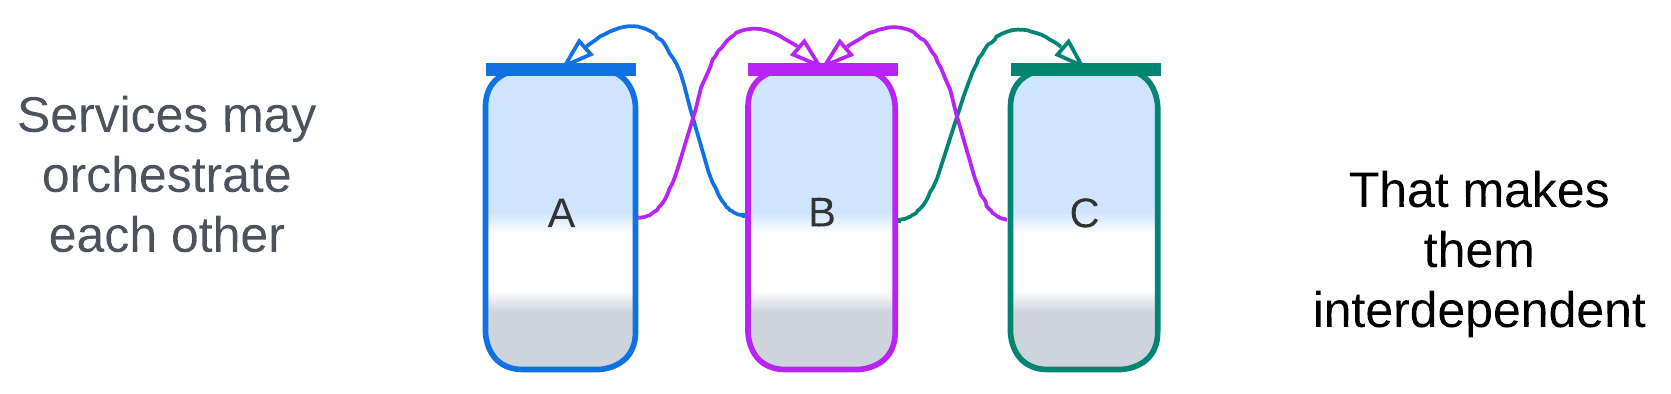 Services may
orchestrate
each other
A
B
C
That makes
them
interdependent